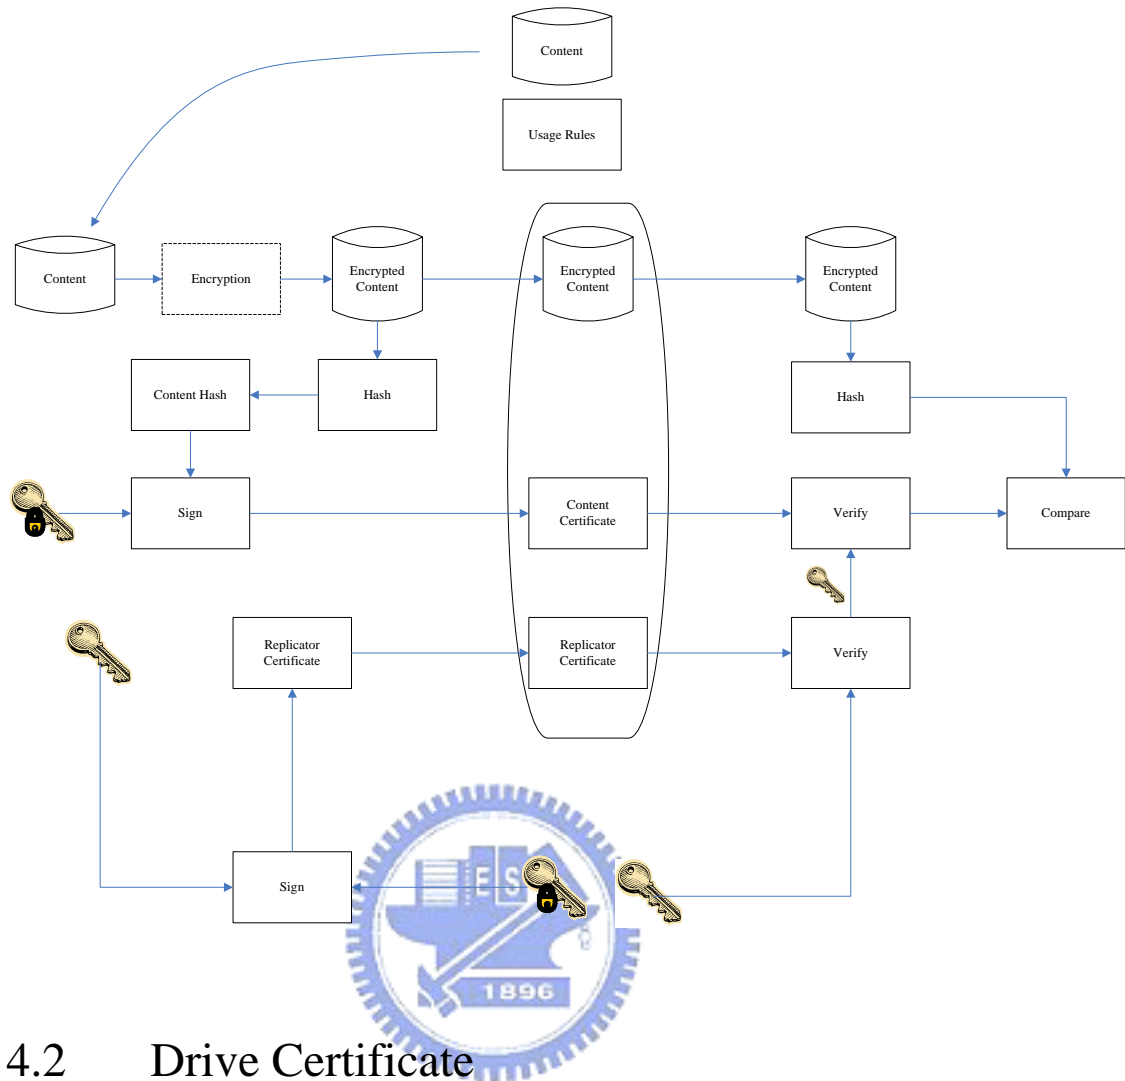 Content
Usage Rules
Content
Encryption
Encrypted
Content
Encrypted
Content
Encrypted
Content
Content Hash
Hash
Hash
Sign
Content
Certificate
Verify
Compare
Replicator
Certificate
Replicator
Certificate
Verify
Sign
ES
1896
4.2 Drive Certificate